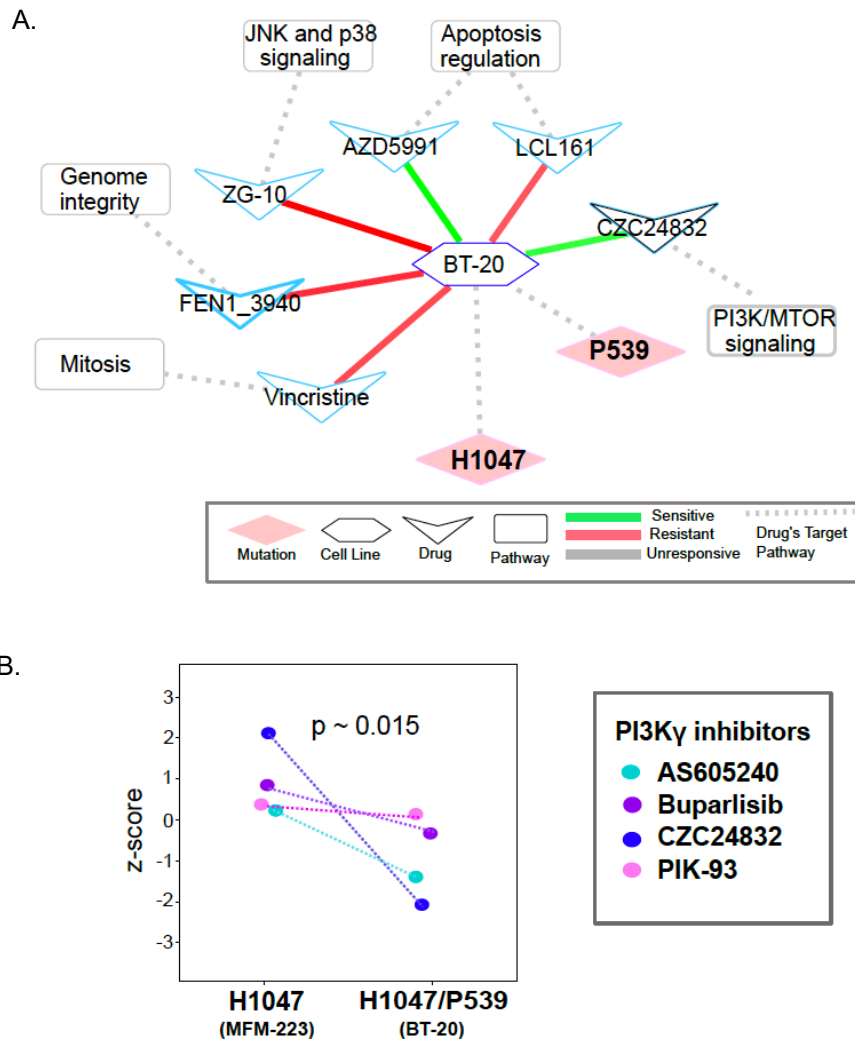 A.
JNK and p38
signaling
Apoptosis
regulation
AZD5991
LCL161
Genome
integrity
ZG-10
CZC24832
BT-20
FEN1_3940
PI3K/MTOR
signaling
P539
Mitosis
Vincristine
H1047
Mutation
Cell Line
Drug
Pathway
Sensitive
Resistant
Unresponsive
Drug's Target
Pathway
B.
3
2
1
0
-1
-2
-3
z-score
p ~ 0.015
H1047
(MFM-223)
H1047/P539
(BT-20)
PI3Kγ inhibitors
AS605240
Buparlisib
CZC24832
PIK-93